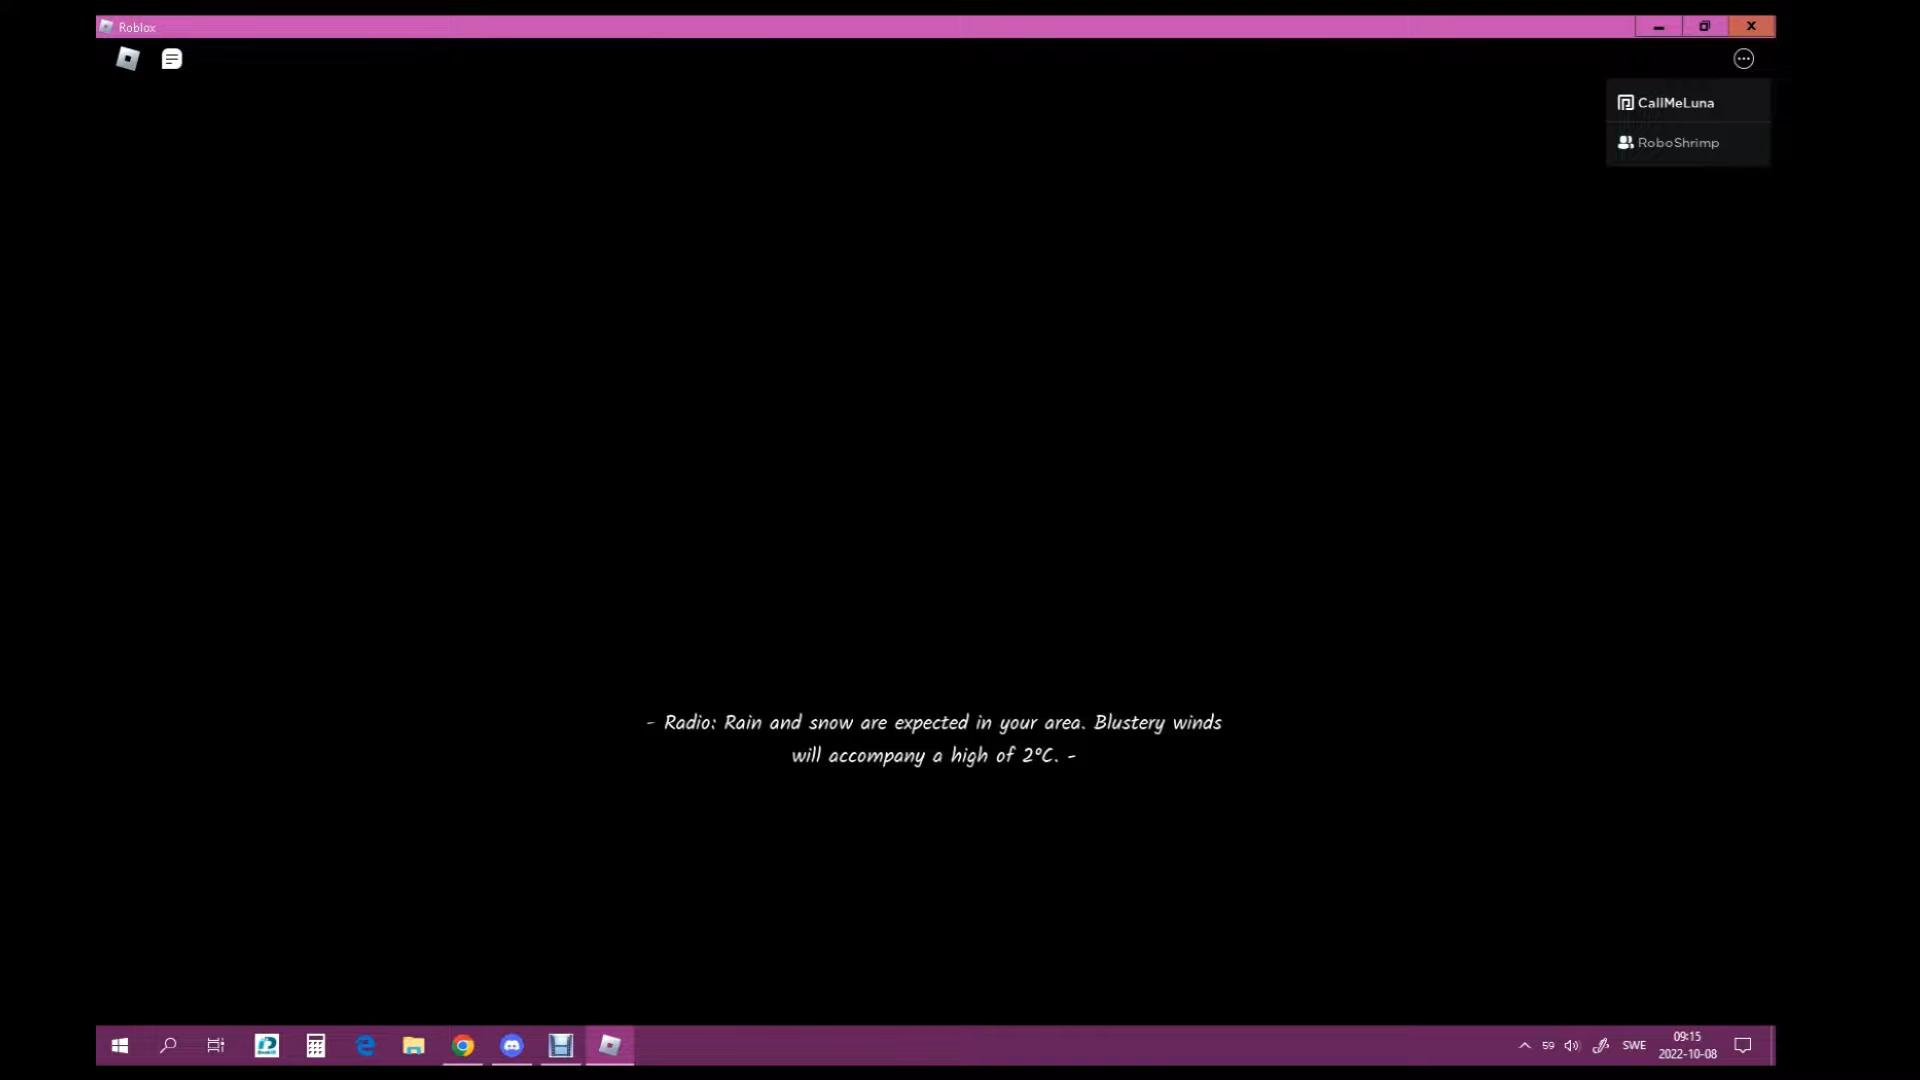 Roblox
CallMeLuna
RoboShrimp
- Radio: Rain and snow are expected in your area. Blustery winds
will accompany a high of 2°C. -
59
SWE
09:15
2022-10-08